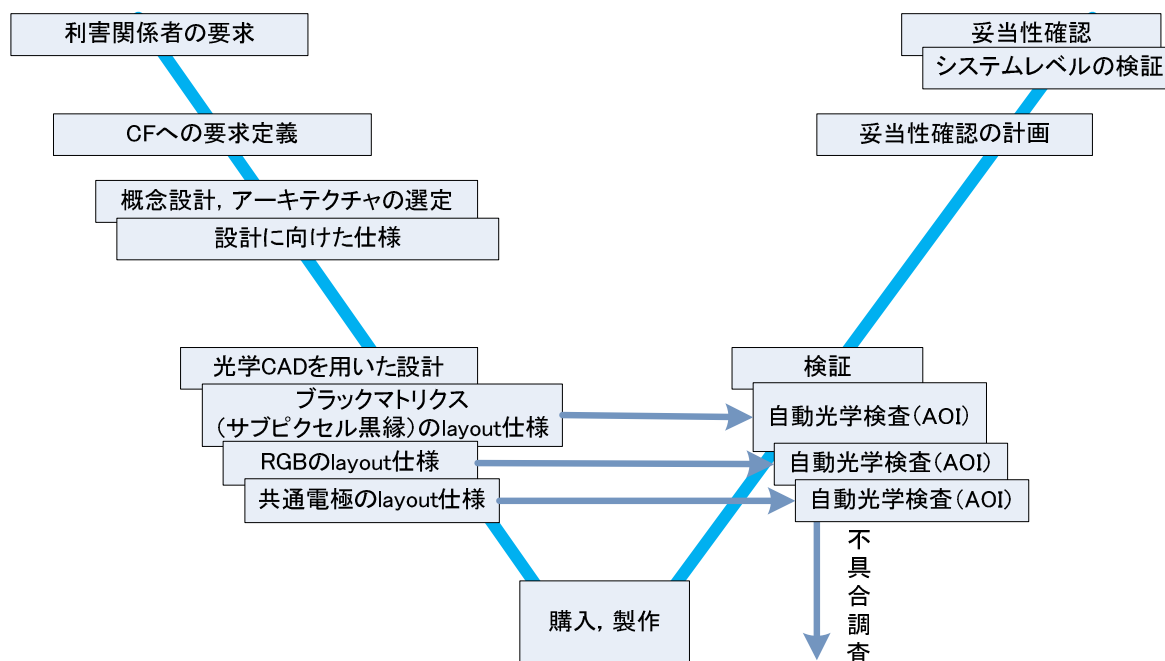 利害関係者の要求
CFへの要求定義
概念設計，アーキテクチャの選定
設計に向けた仕様
光学CADを用いた設計
ブラックマトリクス
（サブピクセル黒縁）のlayout仕様
RGBのlayout仕様
共通電極のlayout仕様
購入，製作
妥当性確認
システムレベルの検証
妥当性確認の計画
検証
自動光学検査（AOI）
自動光学検査（AOI）
自動光学検査（AOI）
不具合調査